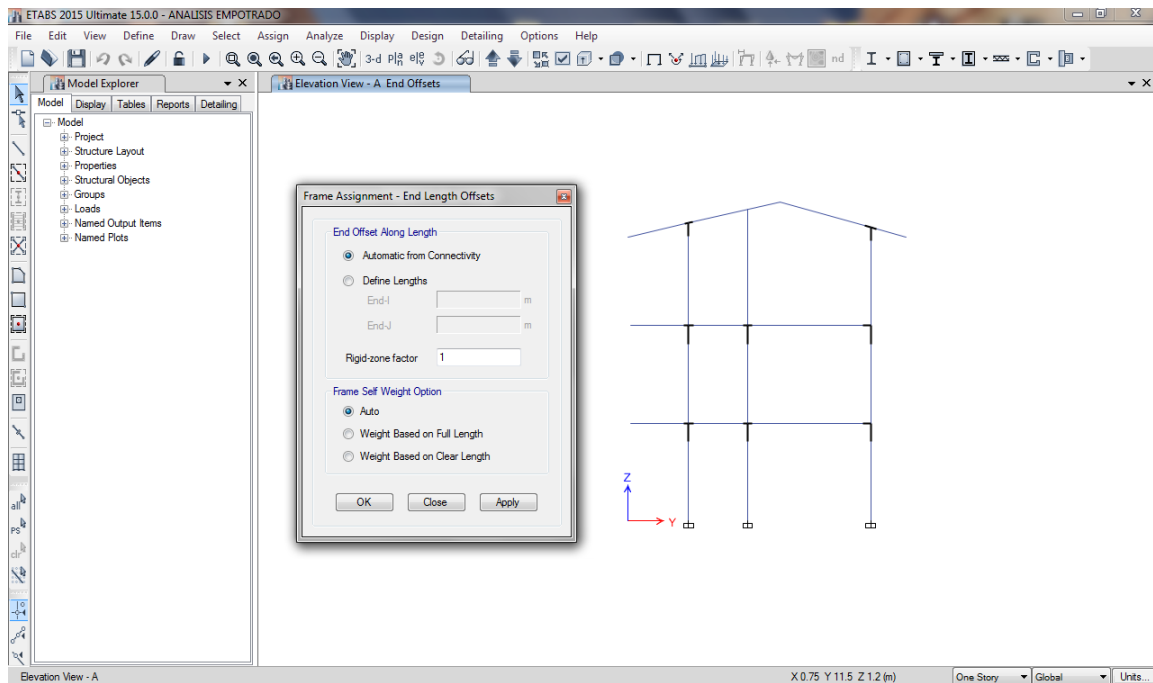 ETABS 2015 Ultimate 15.0.0 - ANALISIS EMPOTRADO
File Edit View Define Draw Select Assign Analyze Display Design Detailing Options Help
3-d
nd
Model Explorer
Elevation View - A End Offsets
Model Display Tables Reports Detailing
Model
Project
Structure Layout
Properties
Structural Objects
Groups
Loads
Named Output Items
Named Plots
Frame Assignment - End Length Offsets
End Offset Along Length
Automatic from Connectivity
Define Lengths
End-I m
End-J m
Rigid-zone factor 1
Frame Self Weight Option
Auto
Weight Based on Full Length
Weight Based on Clear Length
OK Close Apply
Z
Y
all
PS
clr
Elevation View - A X 0.75 Y 11.5 Z 1.2 (m) One Story Global Units...